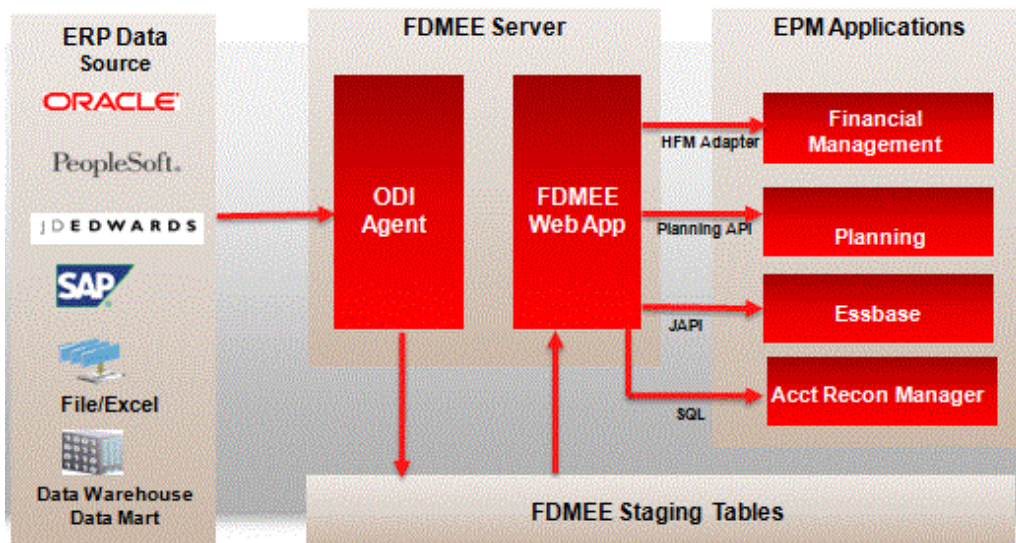 ERP Data
Source
ORACLE
PeopleSoft.
JDEDWARDS
SAP
File/Excel
Data Warehouse
Data Mart
FDMEE Server
ODI
Agent
FDMEE
Web App
HFM Adapter
Planning API
JAPI
SQL
EPM Applications
Financial
Management
Planning
Essbase
Acct Recon Manager
FDMEE Staging Tables